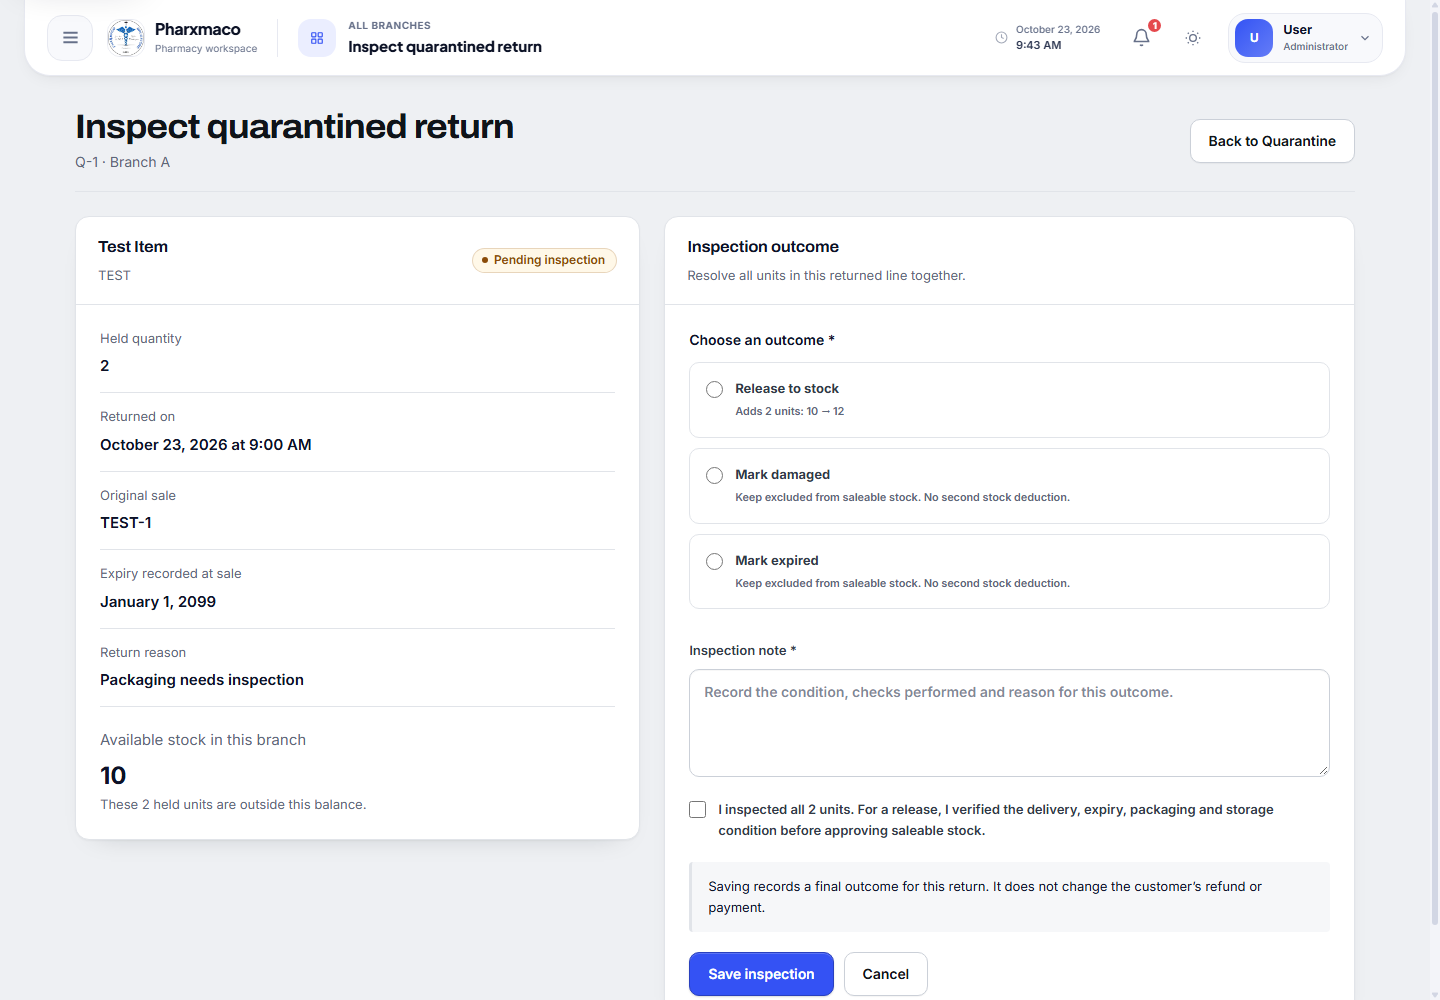 Pharxmaco
Pharmacy workspace
ALL BRANCHES
Inspect quarantined return
October 23, 2026
9:43 AM
1
U
User
Administrator
Inspect quarantined return
Q-1 · Branch A
Back to Quarantine
Test Item
TEST
Pending inspection
Held quantity
2
Returned on
October 23, 2026 at 9:00 AM
Original sale
TEST-1
Expiry recorded at sale
January 1, 2099
Return reason
Packaging needs inspection
Available stock in this branch
10
These 2 held units are outside this balance.
Inspection outcome
Resolve all units in this returned line together.
Choose an outcome *
Release to stock
Adds 2 units: 10 → 12
Mark damaged
Keep excluded from saleable stock. No second stock deduction.
Mark expired
Keep excluded from saleable stock. No second stock deduction.
Inspection note *
Record the condition, checks performed and reason for this outcome.
I inspected all 2 units. For a release, I verified the delivery, expiry, packaging and storage
condition before approving saleable stock.
Saving records a final outcome for this return. It does not change the customer’s refund or
payment.
Save inspection
Cancel